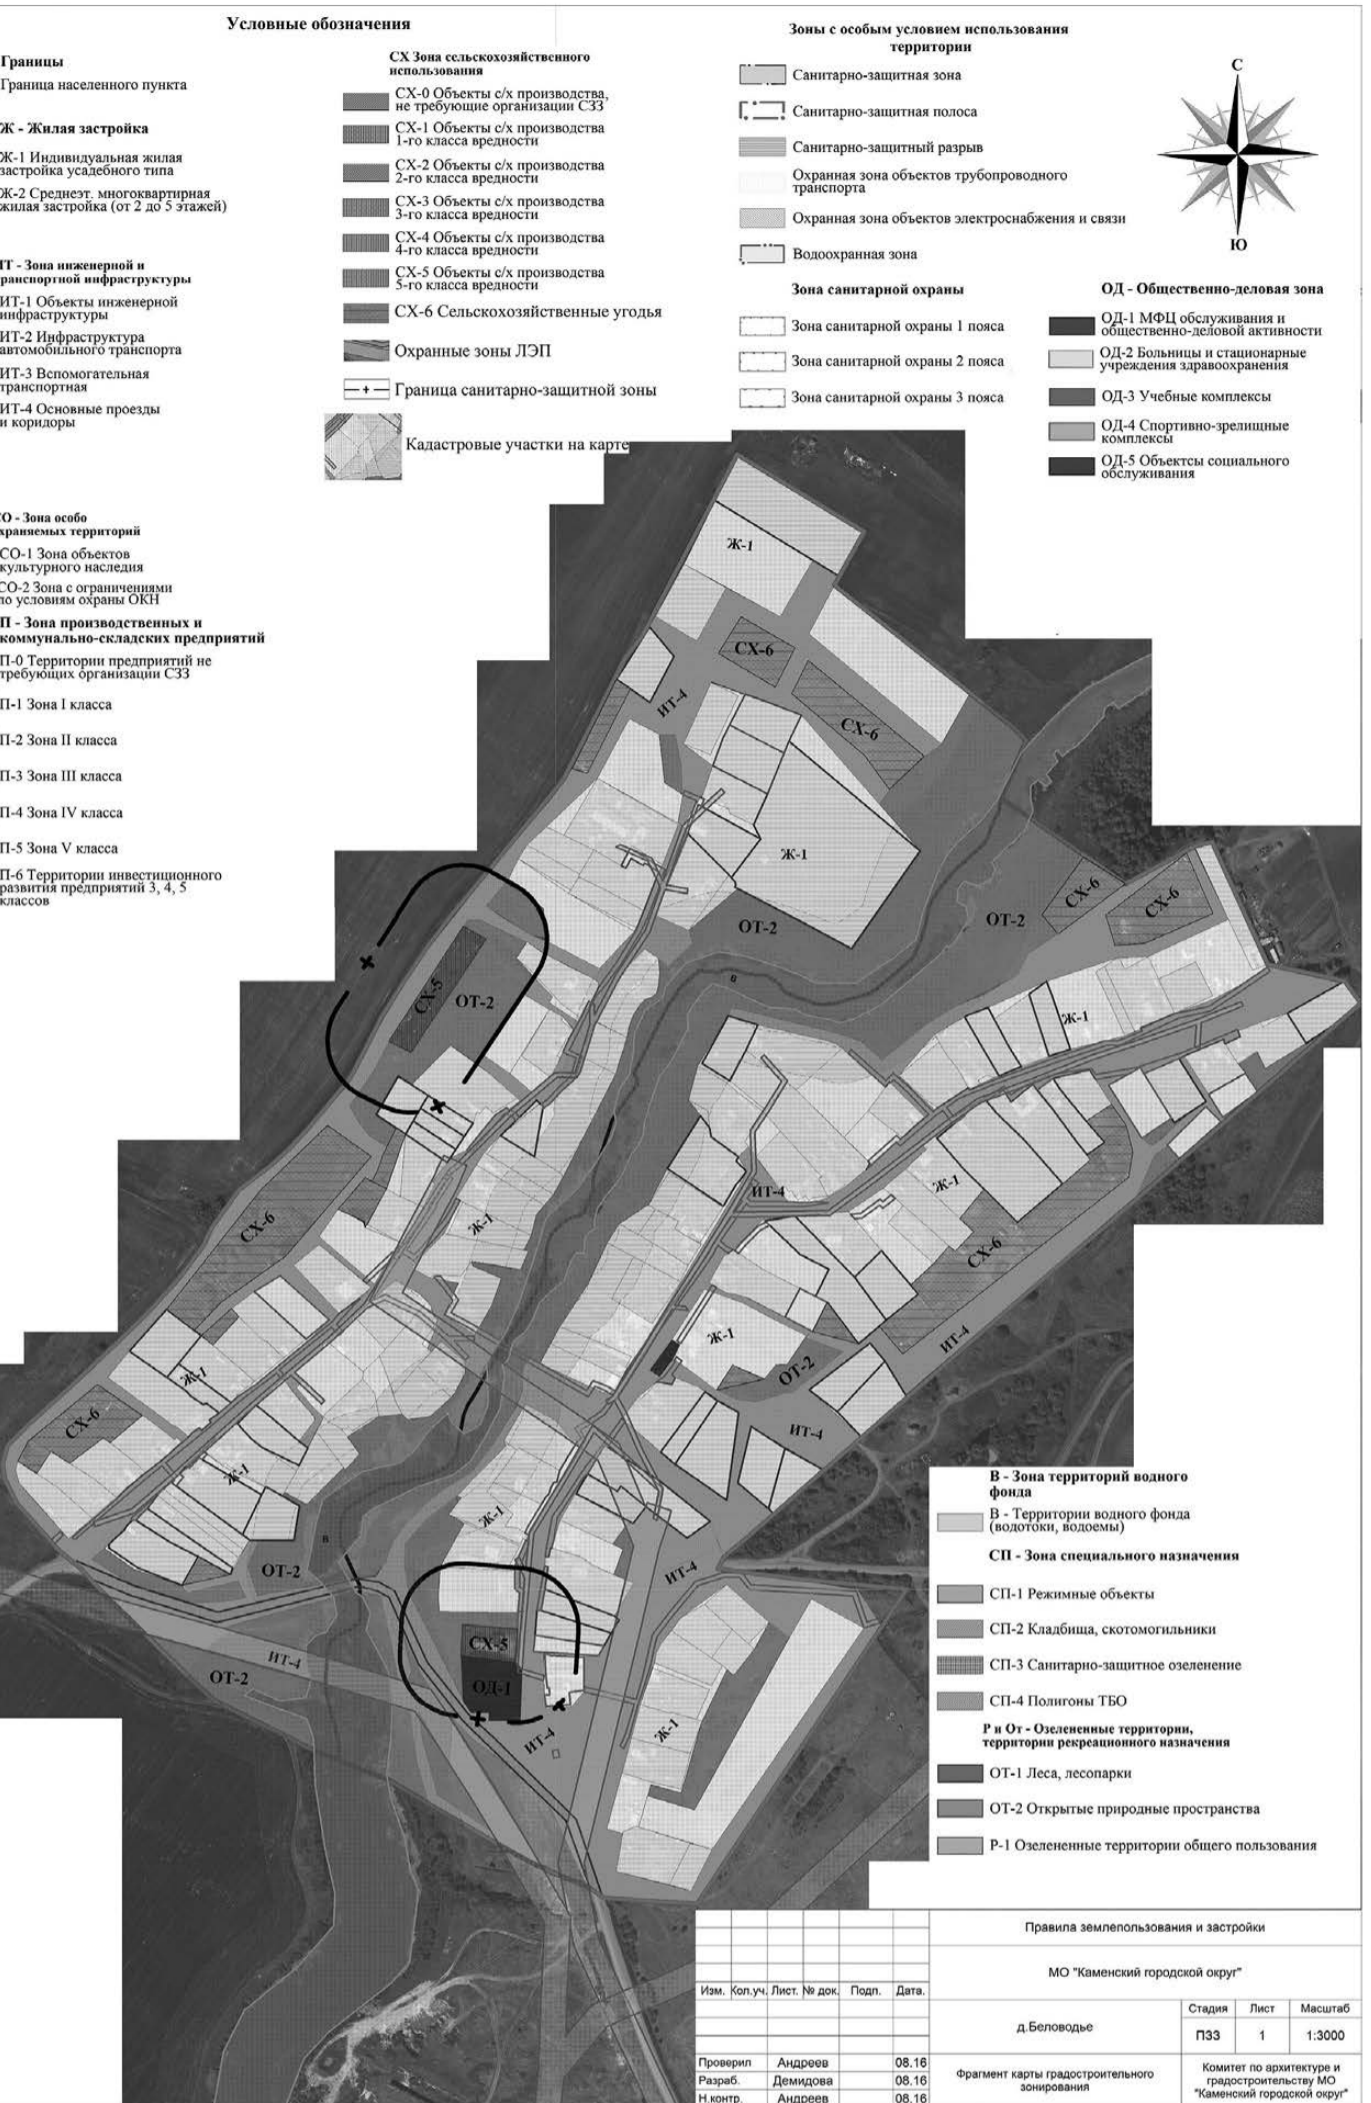 Условные обозначения
Границы
Граница населенного пункта
Ж - Жилая застройка
Ж-1 Индивидуальная жилая
застройка усадебного типа
Ж-2 Среднеэт. многоквартирная
жилая застройка (от 2 до 5 этажей)
ИТ - Зона инженерной и
транспортной инфраструктуры
ИТ-1 Объекты инженерной
инфраструктуры
ИТ-2 Инфраструктура
автомобильного транспорта
ИТ-3 Вспомогательная
транспортная
ИТ-4 Основные проезды
и коридоры
СО - Зона особо
храняемых территорий
СО-1 Зона объектов
культурного наследия
СО-2 Зона с ограничениями
по условиям охраны ОКН
П - Зона производственных и
коммунально-складских предприятий
П-0 Территории предприятий не
требующих организации СЗЗ
П-1 Зона I класса
П-2 Зона II класса
П-3 Зона III класса
П-4 Зона IV класса
П-5 Зона V класса
П-6 Территории инвестиционного
развития предприятий 3, 4, 5
классов
СХ Зона сельскохозяйственного
использования
СХ-0 Объекты с/х производства,
не требующие организации СЗЗ
СХ-1 Объекты с/х производства
1-го класса вредности
СХ-2 Объекты с/х производства
2-го класса вредности
СХ-3 Объекты с/х производства
3-го класса вредности
СХ-4 Объекты с/х производства
4-го класса вредности
СХ-5 Объекты с/х производства
5-го класса вредности
СХ-6 Сельскохозяйственные угодья
Охранные зоны ЛЭП
Граница санитарно-защитной зоны
Кадастровые участки на карте
Зоны с особым условием использования
территории
Санитарно-защитная зона
Санитарно-защитная полоса
Санитарно-защитный разрыв
Охранная зона объектов трубопроводного
транспорта
Охранная зона объектов электроснабжения и связи
Водоохранная зона
Зона санитарной охраны
Зона санитарной охраны 1 пояса
Зона санитарной охраны 2 пояса
Зона санитарной охраны 3 пояса
С
Ю
ОД - Общественно-деловая зона
ОД-1 МФЦ обслуживания и
общественно-деловой активности
ОД-2 Больницы и стационарные
учреждения здравоохранения
ОД-3 Учебные комплексы
ОД-4 Спортивно-зрелищные
комплексы
ОД-5 Объектсы социального
обслуживания
Ж-1
СХ-6
ИТ-4
СХ-6
Ж-1
СХ-6
СХ-6
ОТ-2
ОТ-2
СХ-5
ОТ-2
В
Ж-1
ИТ-4
Ж-1
СХ-6
Ж-1
СХ-6
Ж-1
ИТ-4
ОТ-2
Ж-1
СХ-6
ИТ-4
Ж-1
Ж-1
В
ОТ-2
ИТ-4
СХ-5
ИТ-4
ОТ-2
ОД-1
ИТ-4
Ж-1
В - Зона территорий водного
фонда
В - Территории водного фонда
(водотоки, водоемы)
СП - Зона специального назначения
СП-1 Режимные объекты
СП-2 Кладбища, скотомогильники
СП-3 Санитарно-защитное озеленение
СП-4 Полигоны ТБО
Р и От - Озелененные территории,
территории рекреационного назначения
ОТ-1 Леса, лесопарки
ОТ-2 Открытые природные пространства
Р-1 Озелененные территории общего пользования
Правила землепользования и застройки
МО "Каменский городской округ"
Изм. Кол.уч. Лист. № док. Подп. Дата.
д.Беловодье
Стадия Лист Масштаб
ПЗЗ 1 1:3000
Проверил Андреев 08.16
Разраб. Демидова 08.16
Н.контр. Андреев 08.16
Фрагмент карты градостроительного
зонирования
Комитет по архитектуре и
градостроительству МО
"Каменский городской округ"